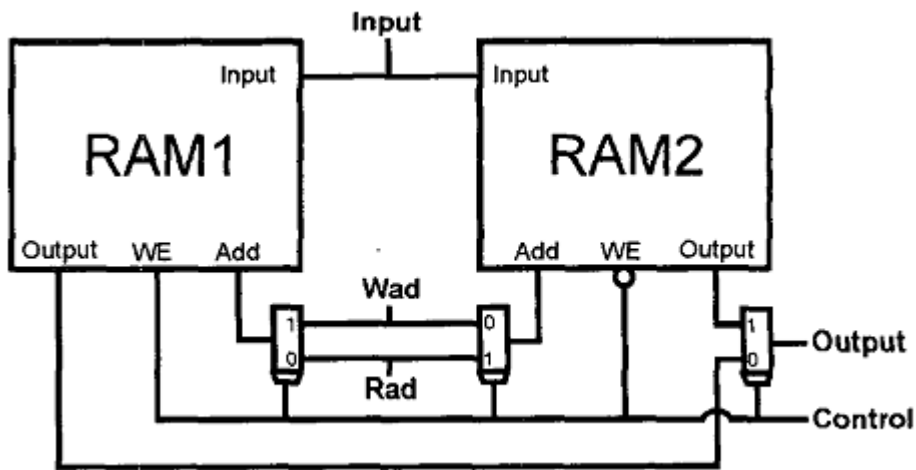 Input
Input Input
RAM1 RAM2
Output WE Add Add WE Output
Wad
1 0 1
Output
0 1 0
Rad
Control